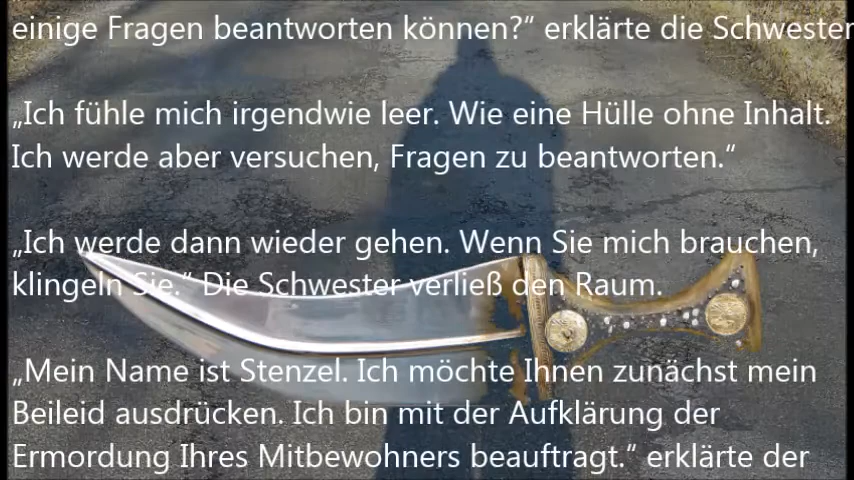 einige Fragen beantworten können?“ erklärte die Schwester
„Ich fühle mich irgendwie leer. Wie eine Hülle ohne Inhalt.
Ich werde aber versuchen, Fragen zu beantworten.“
„Ich werde dann wieder gehen. Wenn Sie mich brauchen,
klingeln Sie.“ Die Schwester verließ den Raum.
„Mein Name ist Stenzel. Ich möchte Ihnen zunächst mein
Beileid ausdrücken. Ich bin mit der Aufklärung der
Ermordung Ihres Mitbewohners beauftragt.“ erklärte der